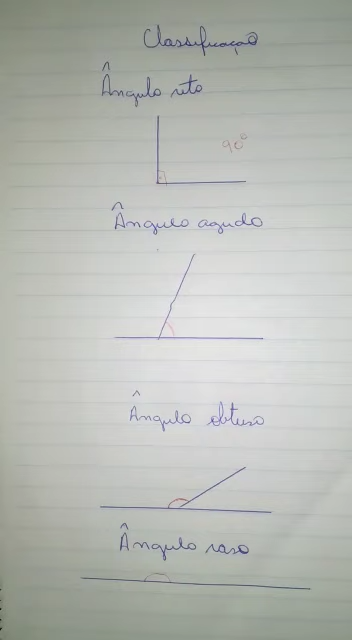 Classificação
Ângulo reto
90°
Ângulo agudo
Ângulo obtuso
Ângulo raso